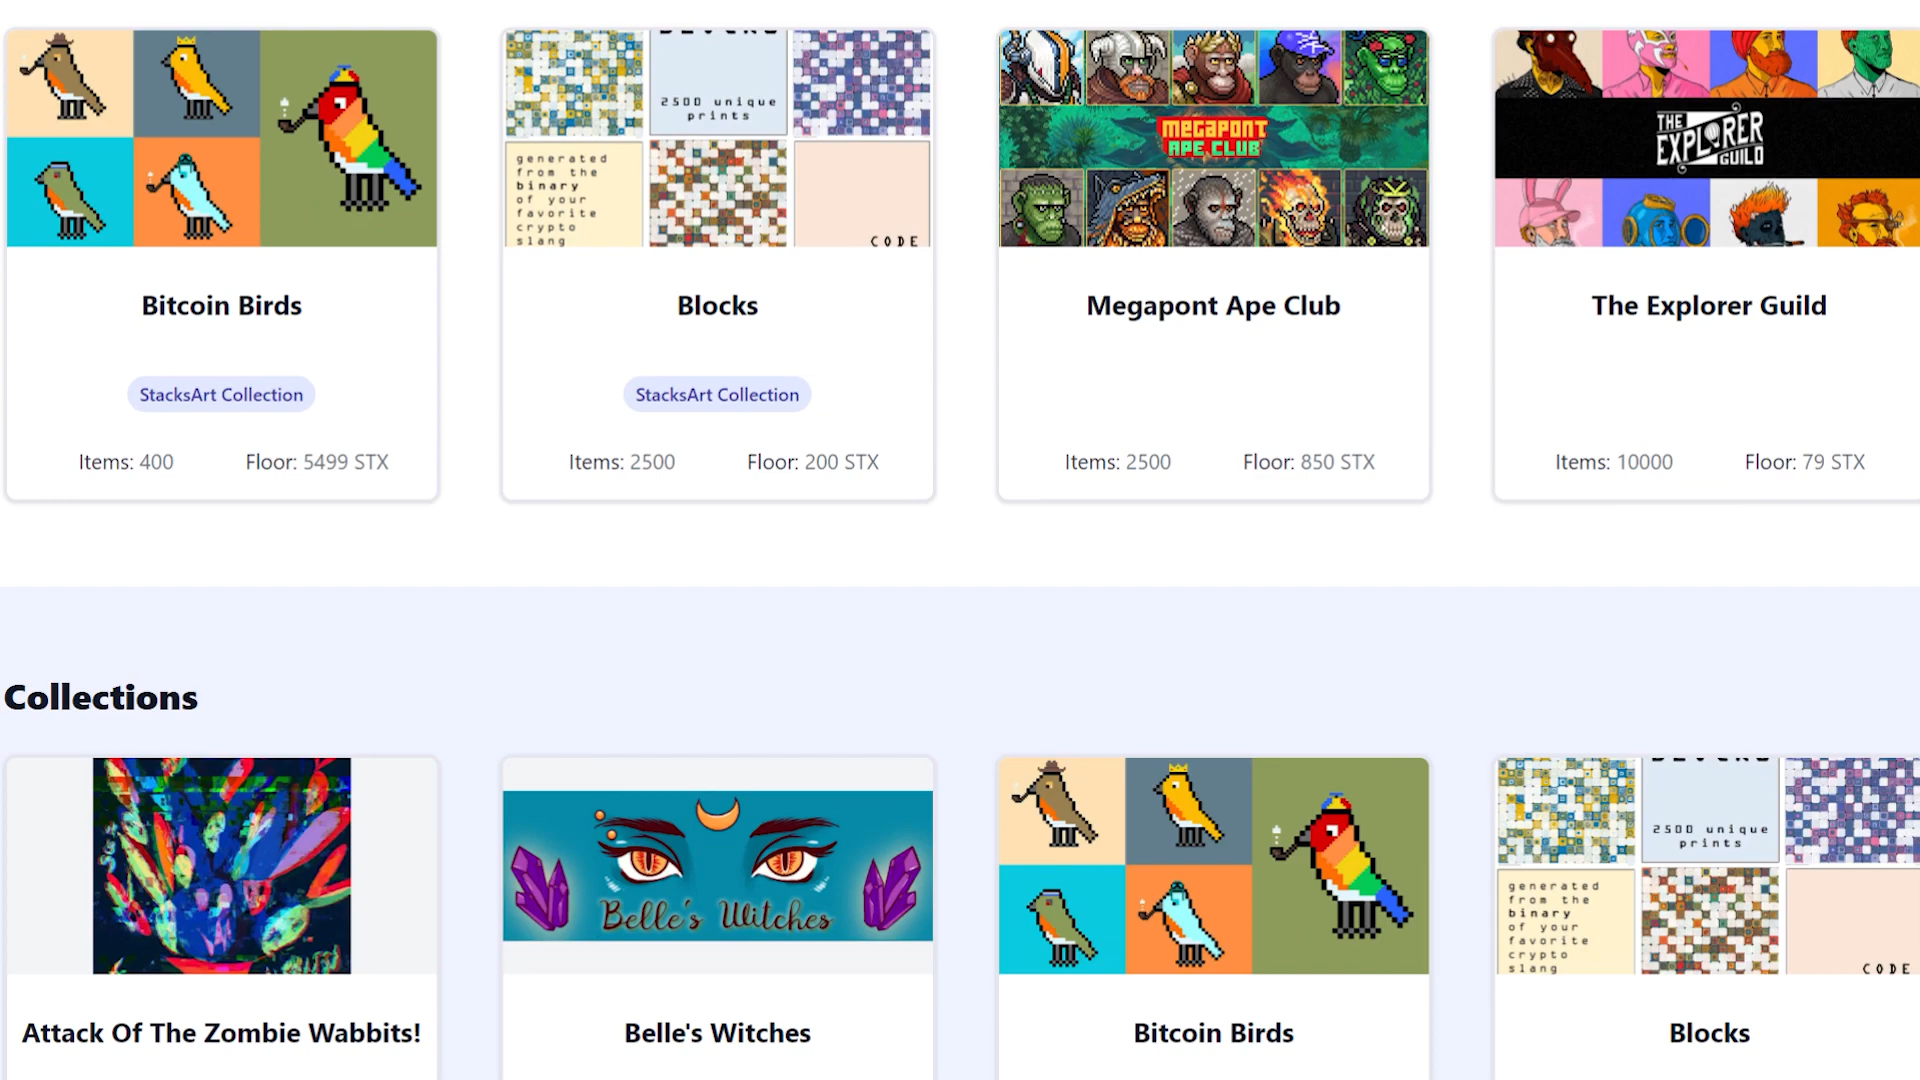 2500 unique
prints
generated
from the
binary
of your
favorite
crypto
slang
CODE
MEGAPONT
APE CLUB
THE
EXPLORER
GUILD
Bitcoin Birds
Blocks
Megapont Ape Club
The Explorer Guild
StacksArt Collection
StacksArt Collection
Items: 400 Floor: 5499 STX
Items: 2500 Floor: 200 STX
Items: 2500 Floor: 850 STX
Items: 10000 Floor: 79 STX
Collections
Belle's Witches
2500 unique
prints
generated
from the
binary
of your
favorite
crypto
slang
CODE
Attack Of The Zombie Wabbits!
Belle's Witches
Bitcoin Birds
Blocks